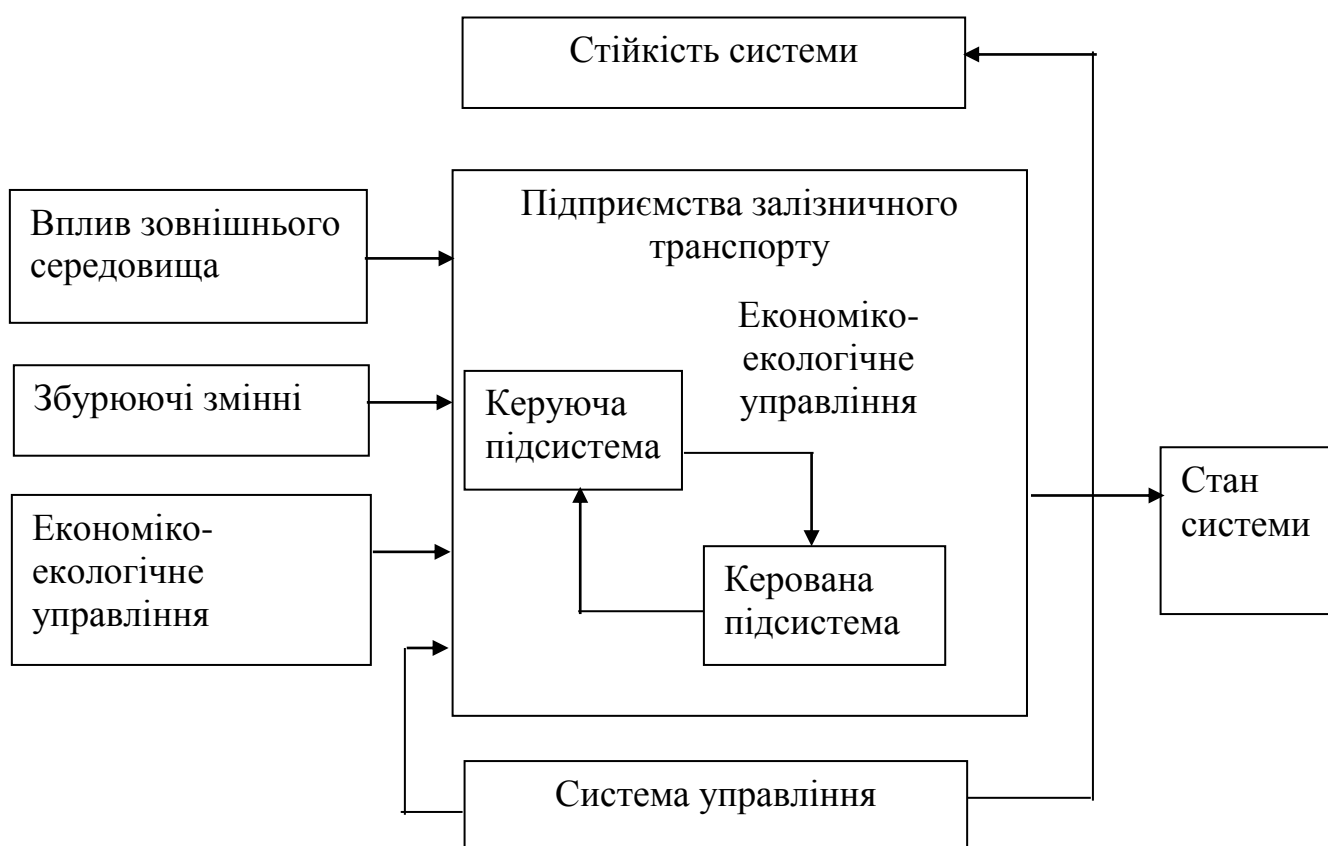 Стійкість системи
Вплив зовнішнього
середовища
Збурюючі змінні
Економіко-
екологічне
управління
Підприємства залізничного
транспорту
Економіко-
екологічне
управління
Керуюча
підсистема
Керована
підсистема
Стан
системи
Система управління